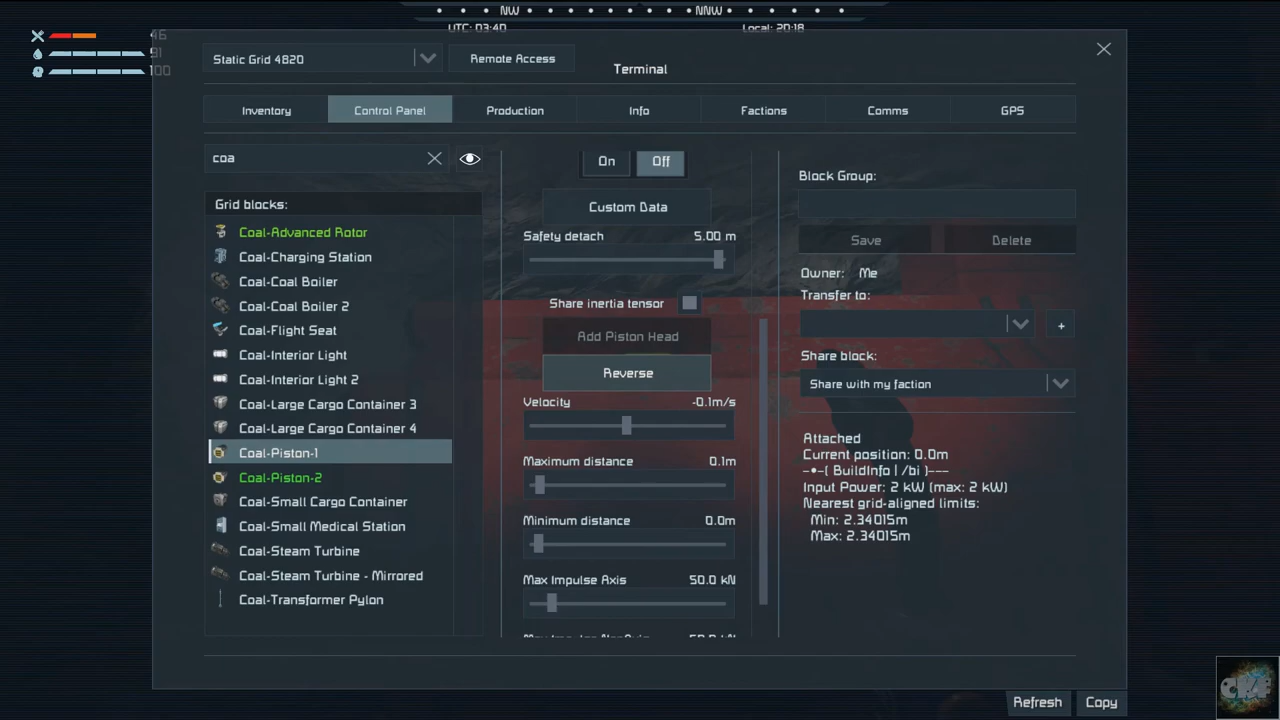 NW
NNW
UTC: 03:40
Local: 20:18
46
91
100
Static Grid 4820
Remote Access
Terminal
Inventory
Control Panel
Production
Info
Factions
Comms
GPS
coa
Grid blocks:
Coal-Advanced Rotor
Coal-Charging Station
Coal-Coal Boiler
Coal-Coal Boiler 2
Coal-Flight Seat
Coal-Interior Light
Coal-Interior Light 2
Coal-Large Cargo Container 3
Coal-Large Cargo Container 4
Coal-Piston-1
Coal-Piston-2
Coal-Small Cargo Container
Coal-Small Medical Station
Coal-Steam Turbine
Coal-Steam Turbine - Mirrored
Coal-Transformer Pylon
On
Off
Custom Data
Safety detach 5.00 m
Share inertia tensor
Add Piston Head
Reverse
Velocity -0.1m/s
Maximum distance 0.1m
Minimum distance 0.0m
Max Impulse Axis 50.0 kN
Block Group:
Save
Delete
Owner: Me
Transfer to:
+
Share block:
Share with my faction
Attached
Current position: 0.0m
-•-( BuildInfo | /bi )---
Input Power: 2 kW (max: 2 kW)
Nearest grid-aligned limits:
Min: 2.34015m
Max: 2.34015m
Refresh
Copy